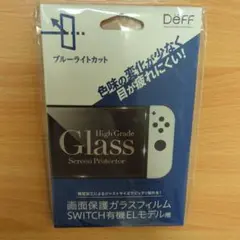 Deff
ブルーライトカット
色味の変化が少なく
目が疲れにくい!
High Grade
Glass
Screen Protector
画面保護ガラスフィルム
SWITCH有機ELモデル用